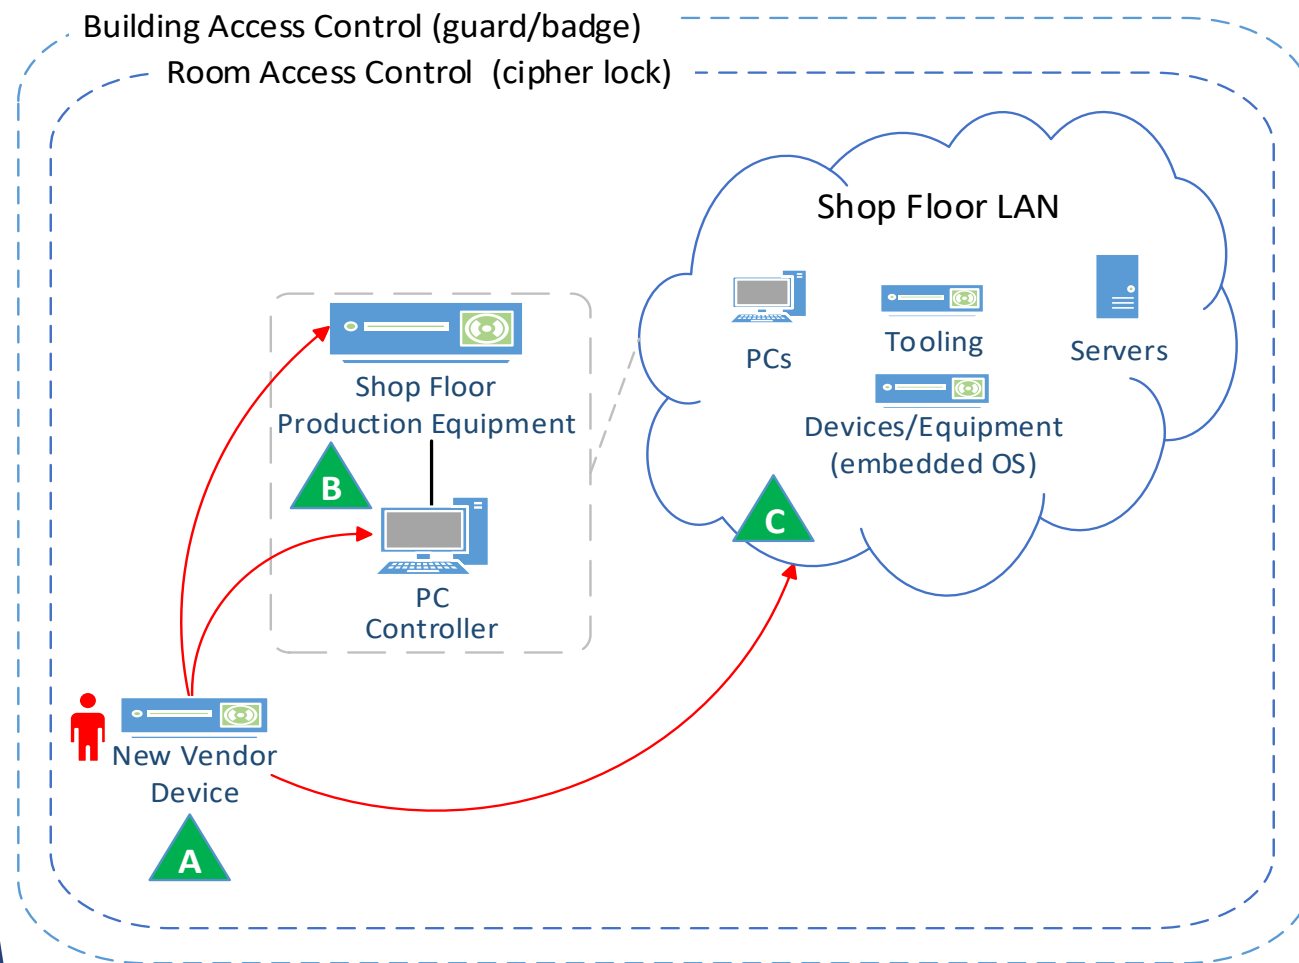 Building Access Control (guard/badge)
Room Access Control (cipher lock)
Shop Floor LAN
PCs
Tooling
Servers
Devices/Equipment
(embedded OS)
C
Shop Floor
Production Equipment
B
PC
Controller
New Vendor
Device
A